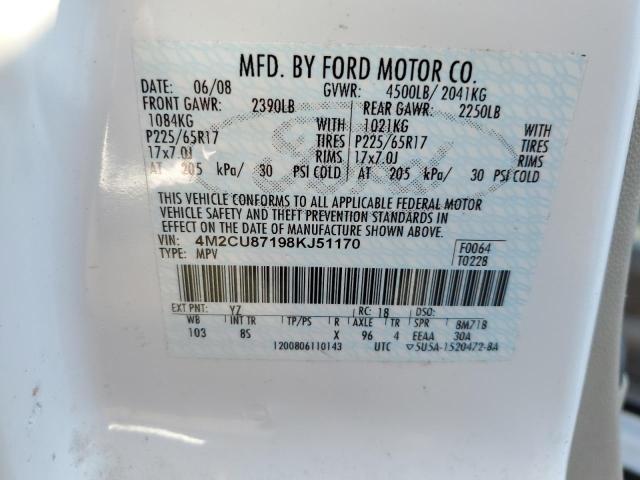 MFD. BY FORD MOTOR CO.
DATE: 06/08 GVWR: 4500LB/ 2041KG
FRONT GAWR: 2390LB REAR GAWR: 2250LB
1084KG WITH 1021KG WITH
P225/65R17 TIRES P225/65R17 TIRES
17x7.0J RIMS 17x7.0J RIMS
AT 205 kPa/ 30 PSI COLD AT 205 kPa/ 30 PSI COLD
THIS VEHICLE CONFORMS TO ALL APPLICABLE FEDERAL MOTOR
VEHICLE SAFETY AND THEFT PREVENTION STANDARDS IN
EFFECT ON THE DATE OF MANUFACTURE SHOWN ABOVE.
VIN: 4M2CU87198KJ51170 F0064
TYPE: MPV T0228
EXT PNT: YZ RC: 18 DSO:
WB INT TR TP/PS R AXLE TR SPR 8M718
103 8S X 96 4 EEAA 30A
1200806110143 UTC ▽5U5A-1520472-BA